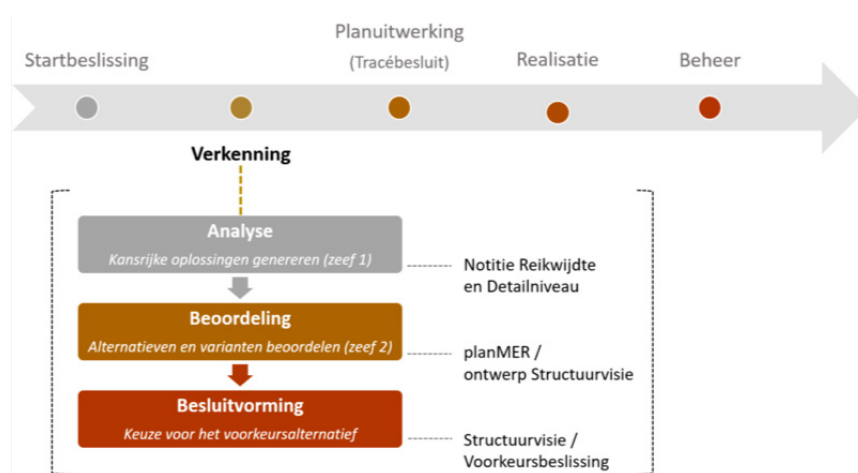 Startbeslissing
Planuitwerking
(Tracébesluit)
Realisatie
Beheer
Verkenning
Analyse
Kansrijke oplossingen genereren (zeef 1)
Notitie Reikwijdte
en Detailniveau
Beoordeling
Alternatieven en varianten beoordelen (zeef 2)
planMER /
ontwerp Structuurvisie
Besluitvorming
Keuze voor het voorkeursalternatief
Structuurvisie /
Voorkeursbeslissing